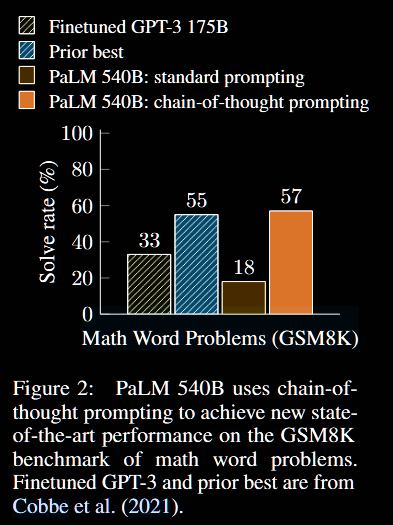 Finetuned GPT-3 175B
Prior best
PaLM 540B: standard prompting
PaLM 540B: chain-of-thought prompting
100
80
60
40
20
0
Solve rate (%)
33
55
18
57
Math Word Problems (GSM8K)
Figure 2: PaLM 540B uses chain-of-
thought prompting to achieve new state-
of-the-art performance on the GSM8K
benchmark of math word problems.
Finetuned GPT-3 and prior best are from
Cobbe et al. (2021).